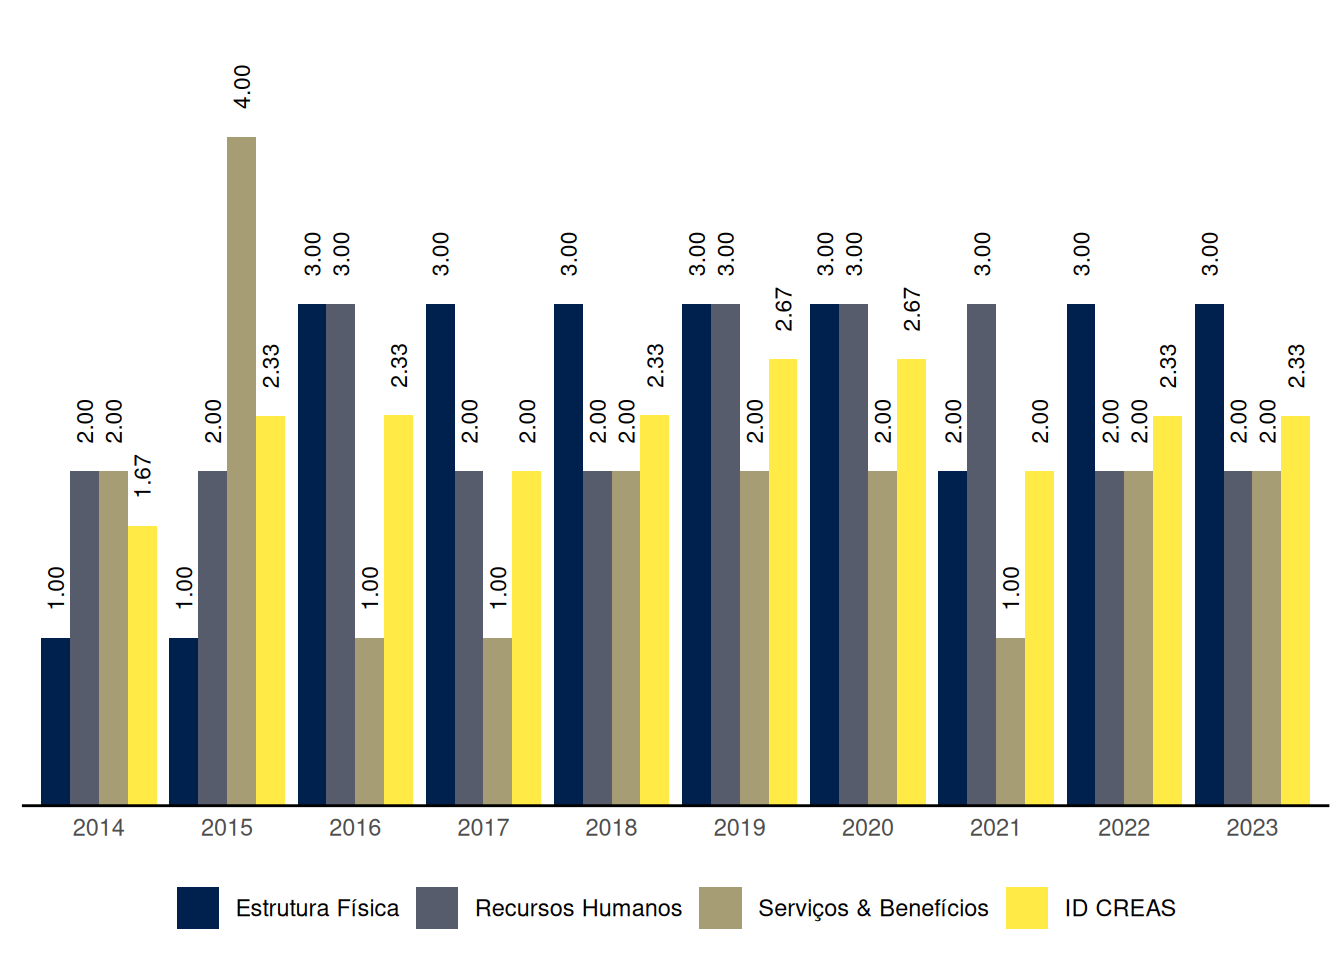 4.00
3.00 3.00 3.00 3.00 3.00 3.00 3.00 3.00 3.00 3.00 3.00
2.67 2.67
2.33 2.33 2.33 2.33 2.33
2.00 2.00 2.00 2.00 2.00 2.00 2.00 2.00 2.00 2.00 2.00 2.00 2.00 2.00 2.00
1.67
1.00 1.00 1.00 1.00 1.00
2014 2015 2016 2017 2018 2019 2020 2021 2022 2023
Estrutura Física Recursos Humanos Serviços & Benefícios ID CREAS